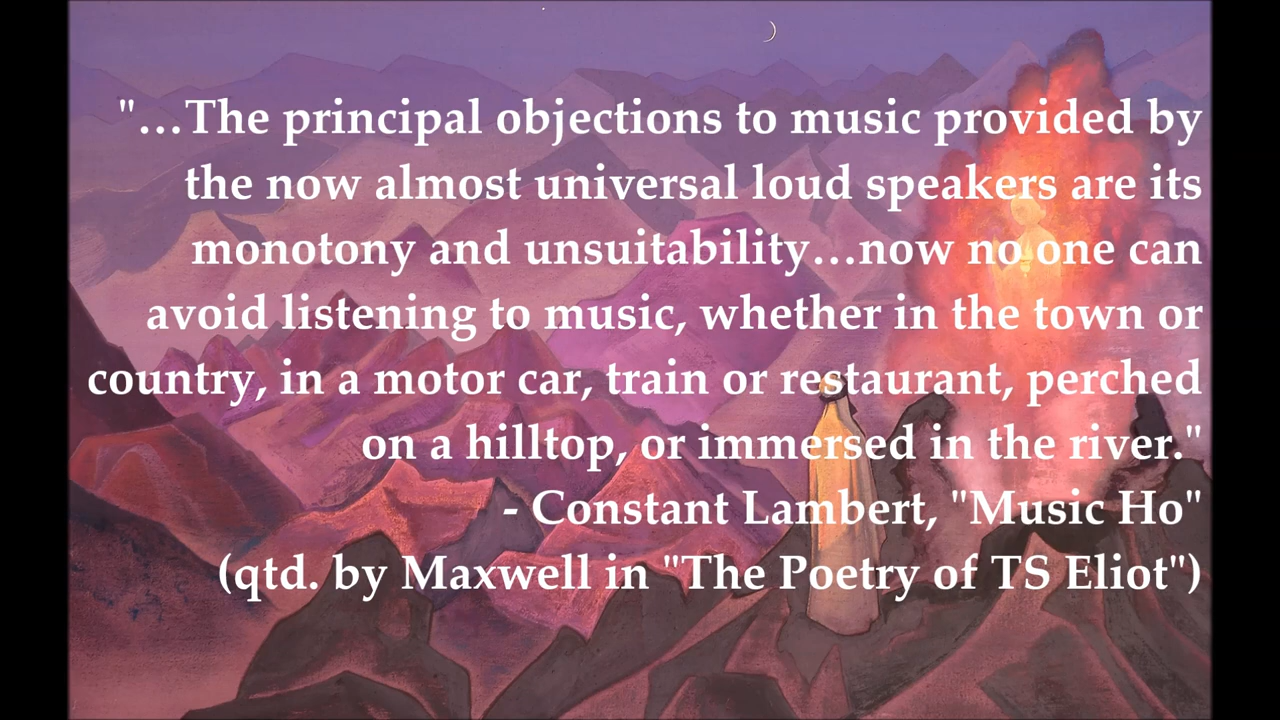 "...The principal objections to music provided by
the now almost universal loud speakers are its
monotony and unsuitability...now no one can
avoid listening to music, whether in the town or
country, in a motor car, train or restaurant, perched
on a hilltop, or immersed in the river."
- Constant Lambert, "Music Ho"
(qtd. by Maxwell in "The Poetry of TS Eliot")